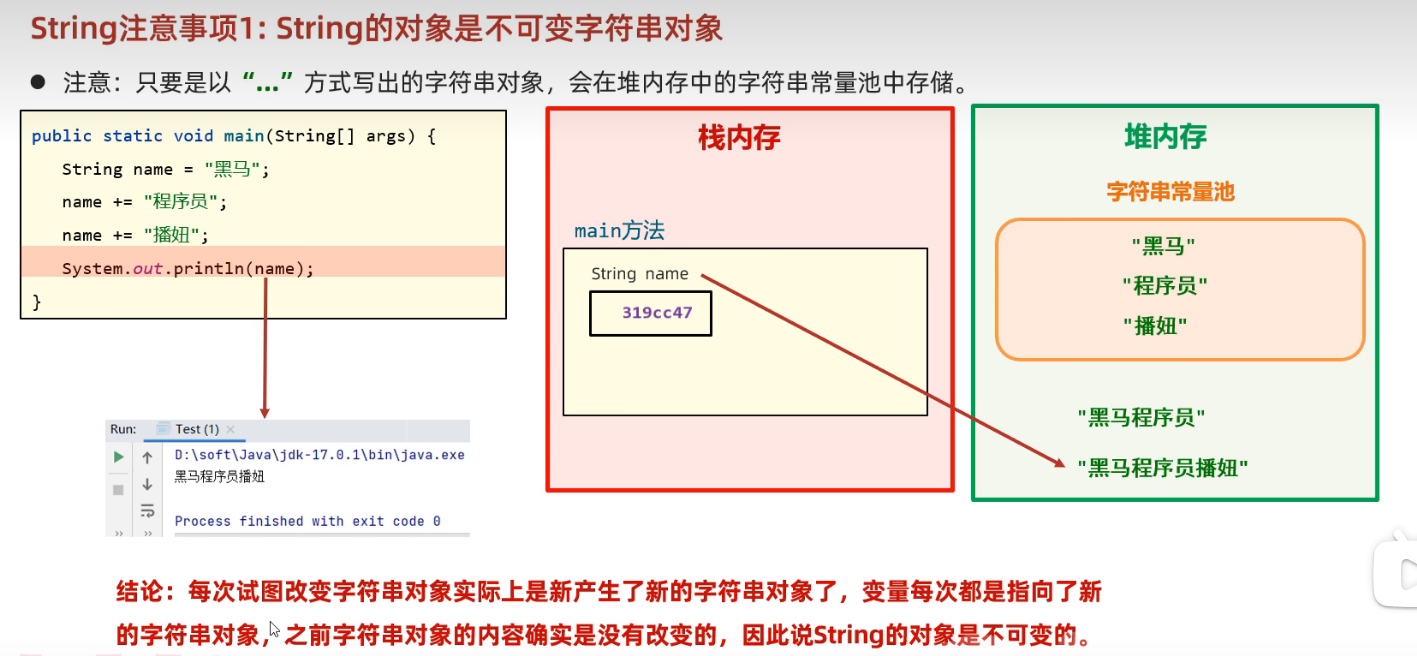 String注意事项1: String的对象是不可变字符串对象
● 注意：只要是以“...”方式写出的字符串对象，会在堆内存中的字符串常量池中存储。
public static void main(String[] args) {
String name = "黑马";
name += "程序员";
name += "播妞";
System.out.println(name);
}
栈内存
main方法
String name
319cc47
堆内存
字符串常量池
"黑马"
"程序员"
"播妞"
"黑马程序员"
"黑马程序员播妞"
Run: Test (1) ×
D:\soft\Java\jdk-17.0.1\bin\java.exe
黑马程序员播妞
Process finished with exit code 0
结论：每次试图改变字符串对象实际上是新产生了新的字符串对象了，变量每次都是指向了新
的字符串对象，之前字符串对象的内容确实是没有改变的，因此说String的对象是不可变的。